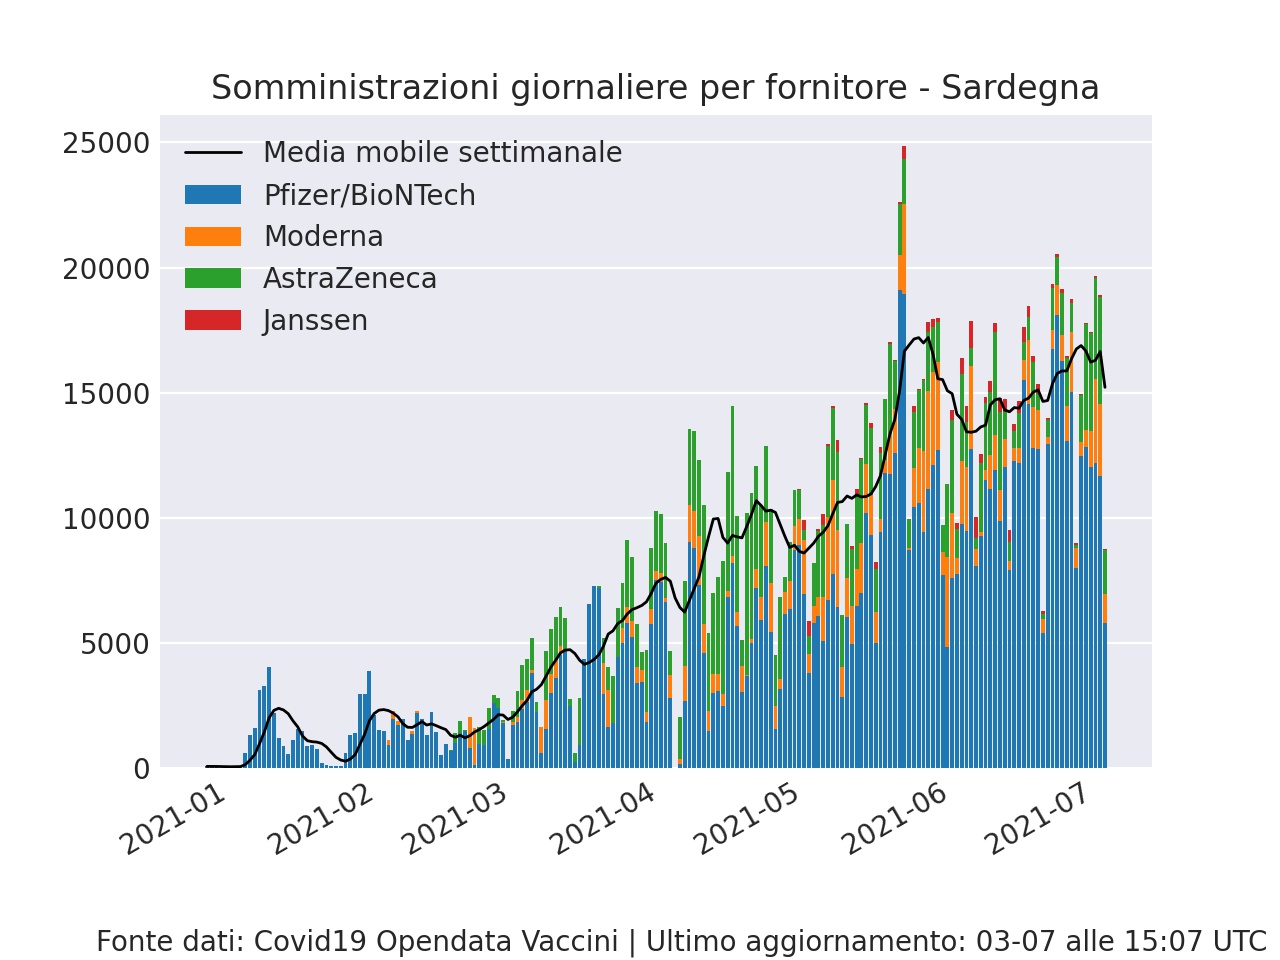 Somministrazioni giornaliere per fornitore - Sardegna
25000
20000
15000
10000
5000
0
Media mobile settimanale
Pfizer/BioNTech
Moderna
AstraZeneca
Janssen
2021-01
2021-02
2021-03
2021-04
2021-05
2021-06
2021-07
Fonte dati: Covid19 Opendata Vaccini | Ultimo aggiornamento: 03-07 alle 15:07 UTC